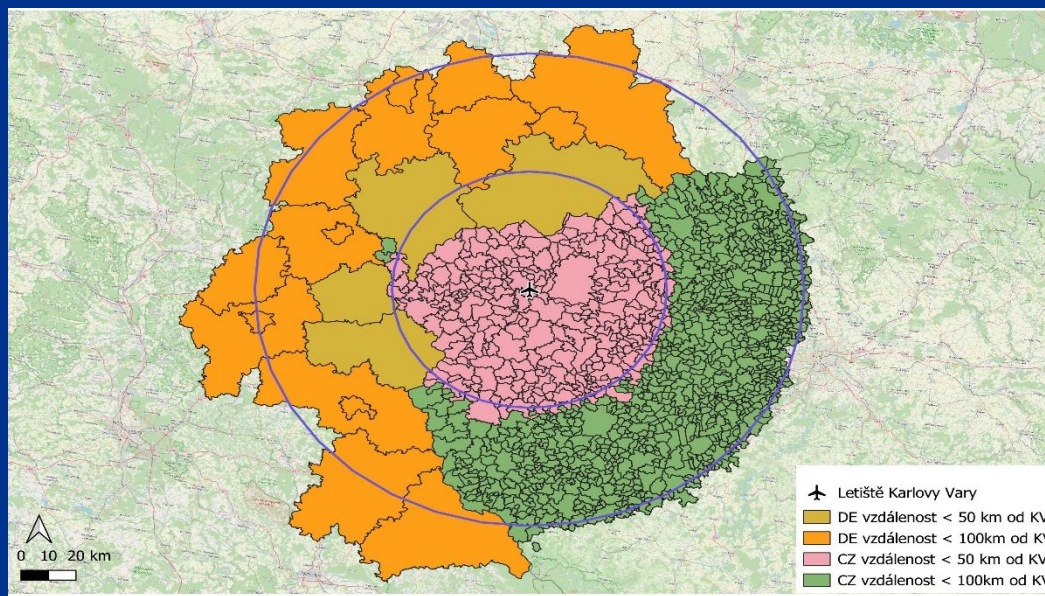 Letiště Karlovy Vary
DE vzdálenost < 50 km od KV
DE vzdálenost < 100km od KV
CZ vzdálenost < 50 km od KV
CZ vzdálenost < 100km od KV
0 10 20 km